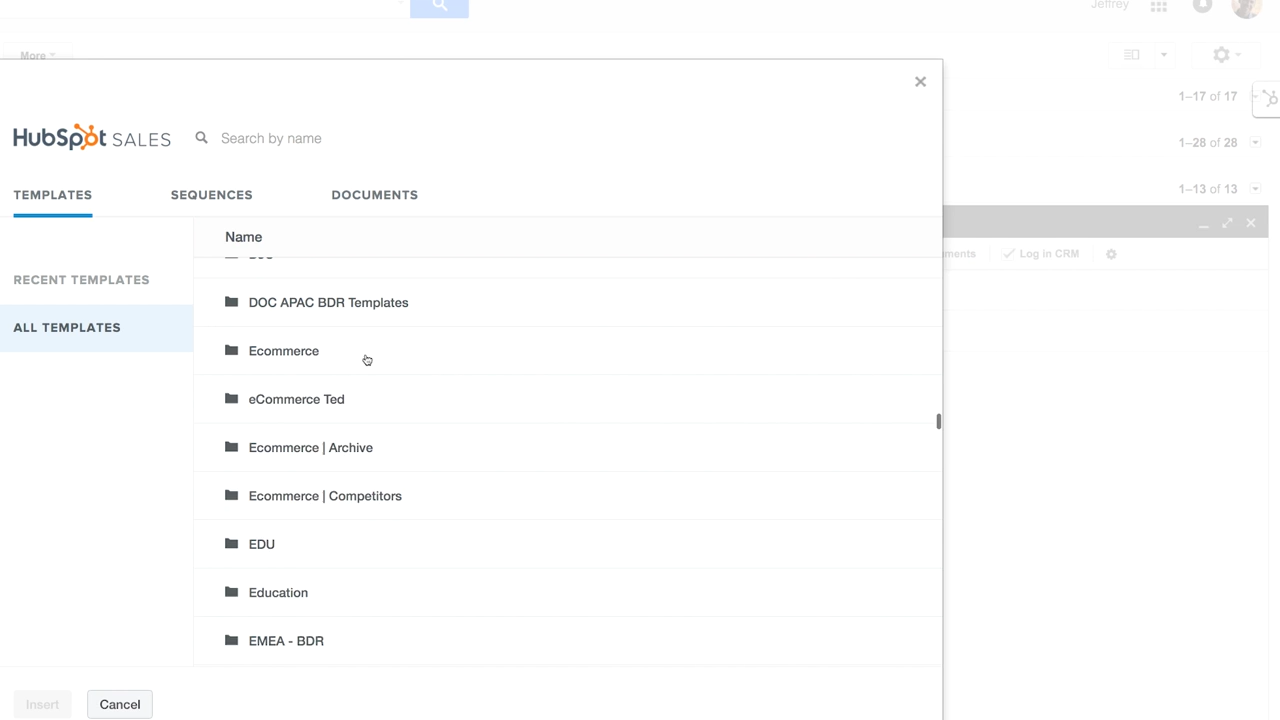 Jeffrey
More
1–17 of 17
HubSpot SALES
Search by name
1–28 of 28
TEMPLATES
SEQUENCES
DOCUMENTS
1–13 of 13
Name
Log in CRM
RECENT TEMPLATES
ALL TEMPLATES
DOC APAC BDR Templates
Ecommerce
eCommerce Ted
Ecommerce | Archive
Ecommerce | Competitors
EDU
Education
EMEA - BDR
Insert
Cancel